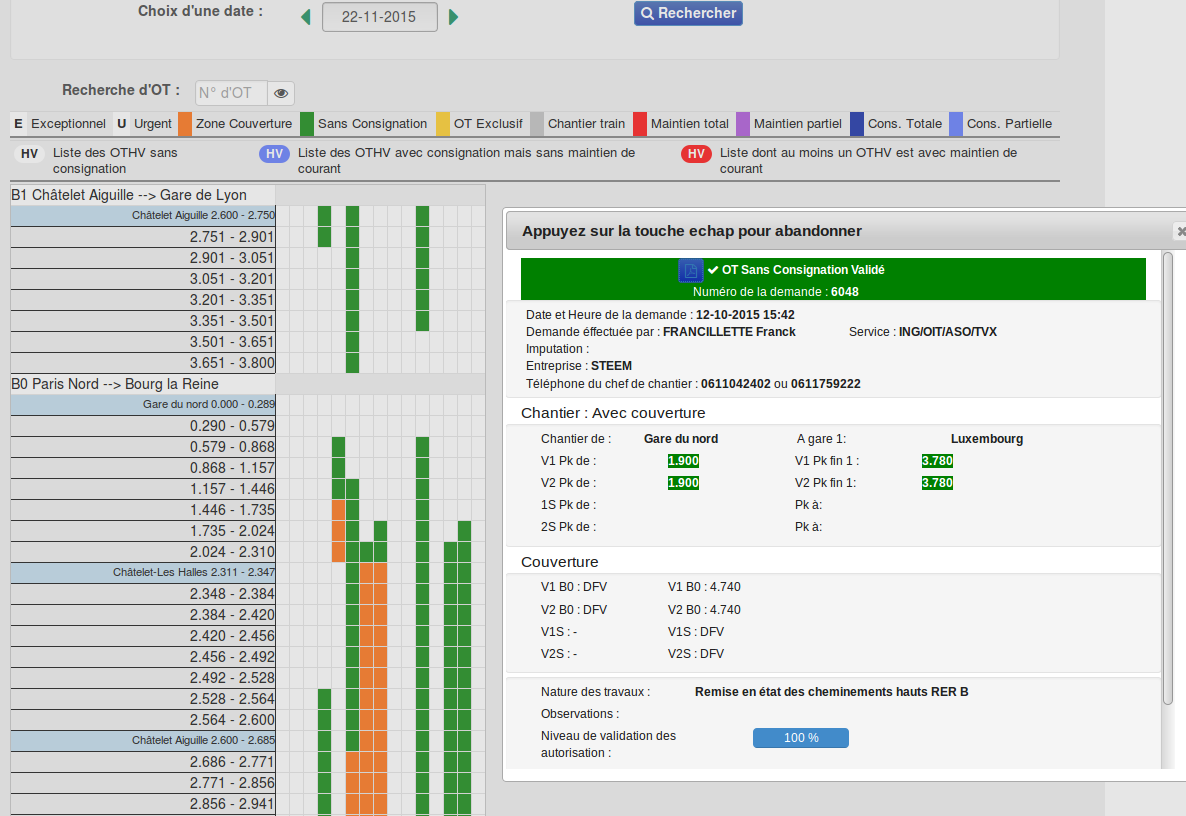 Choix d'une date :
22-11-2015
Rechercher
Recherche d'OT :
N° d'OT
E Exceptionnel U Urgent Zone Couverture Sans Consignation OT Exclusif Chantier train Maintien total Maintien partiel Cons. Totale Cons. Partielle
HV Liste des OTHV sans consignation
HV Liste des OTHV avec consignation mais sans maintien de courant
HV Liste dont au moins un OTHV est avec maintien de courant
B1 Châtelet Aiguille --> Gare de Lyon
Châtelet Aiguille 2.600 - 2.750
2.751 - 2.901
2.901 - 3.051
3.051 - 3.201
3.201 - 3.351
3.351 - 3.501
3.501 - 3.651
3.651 - 3.800
B0 Paris Nord --> Bourg la Reine
Gare du nord 0.000 - 0.289
0.290 - 0.579
0.579 - 0.868
0.868 - 1.157
1.157 - 1.446
1.446 - 1.735
1.735 - 2.024
2.024 - 2.310
Châtelet-Les Halles 2.311 - 2.347
2.348 - 2.384
2.384 - 2.420
2.420 - 2.456
2.456 - 2.492
2.492 - 2.528
2.528 - 2.564
2.564 - 2.600
Châtelet Aiguille 2.600 - 2.685
2.686 - 2.771
2.771 - 2.856
2.856 - 2.941
Appuyez sur la touche echap pour abandonner
OT Sans Consignation Validé
Numéro de la demande : 6048
Date et Heure de la demande : 12-10-2015 15:42
Demande éffectuée par : FRANCILLETTE Franck Service : ING/OIT/ASO/TVX
Imputation :
Entreprise : STEEM
Téléphone du chef de chantier : 0611042402 ou 0611759222
Chantier : Avec couverture
Chantier de : Gare du nord A gare 1: Luxembourg
V1 Pk de : 1.900 V1 Pk fin 1 : 3.780
V2 Pk de : 1.900 V2 Pk fin 1: 3.780
1S Pk de : Pk à:
2S Pk de : Pk à:
Couverture
V1 B0 : DFV V1 B0 : 4.740
V2 B0 : DFV V2 B0 : 4.740
V1S : - V1S : DFV
V2S : - V2S : DFV
Nature des travaux : Remise en état des cheminements hauts RER B
Observations :
Niveau de validation des autorisation : 100 %